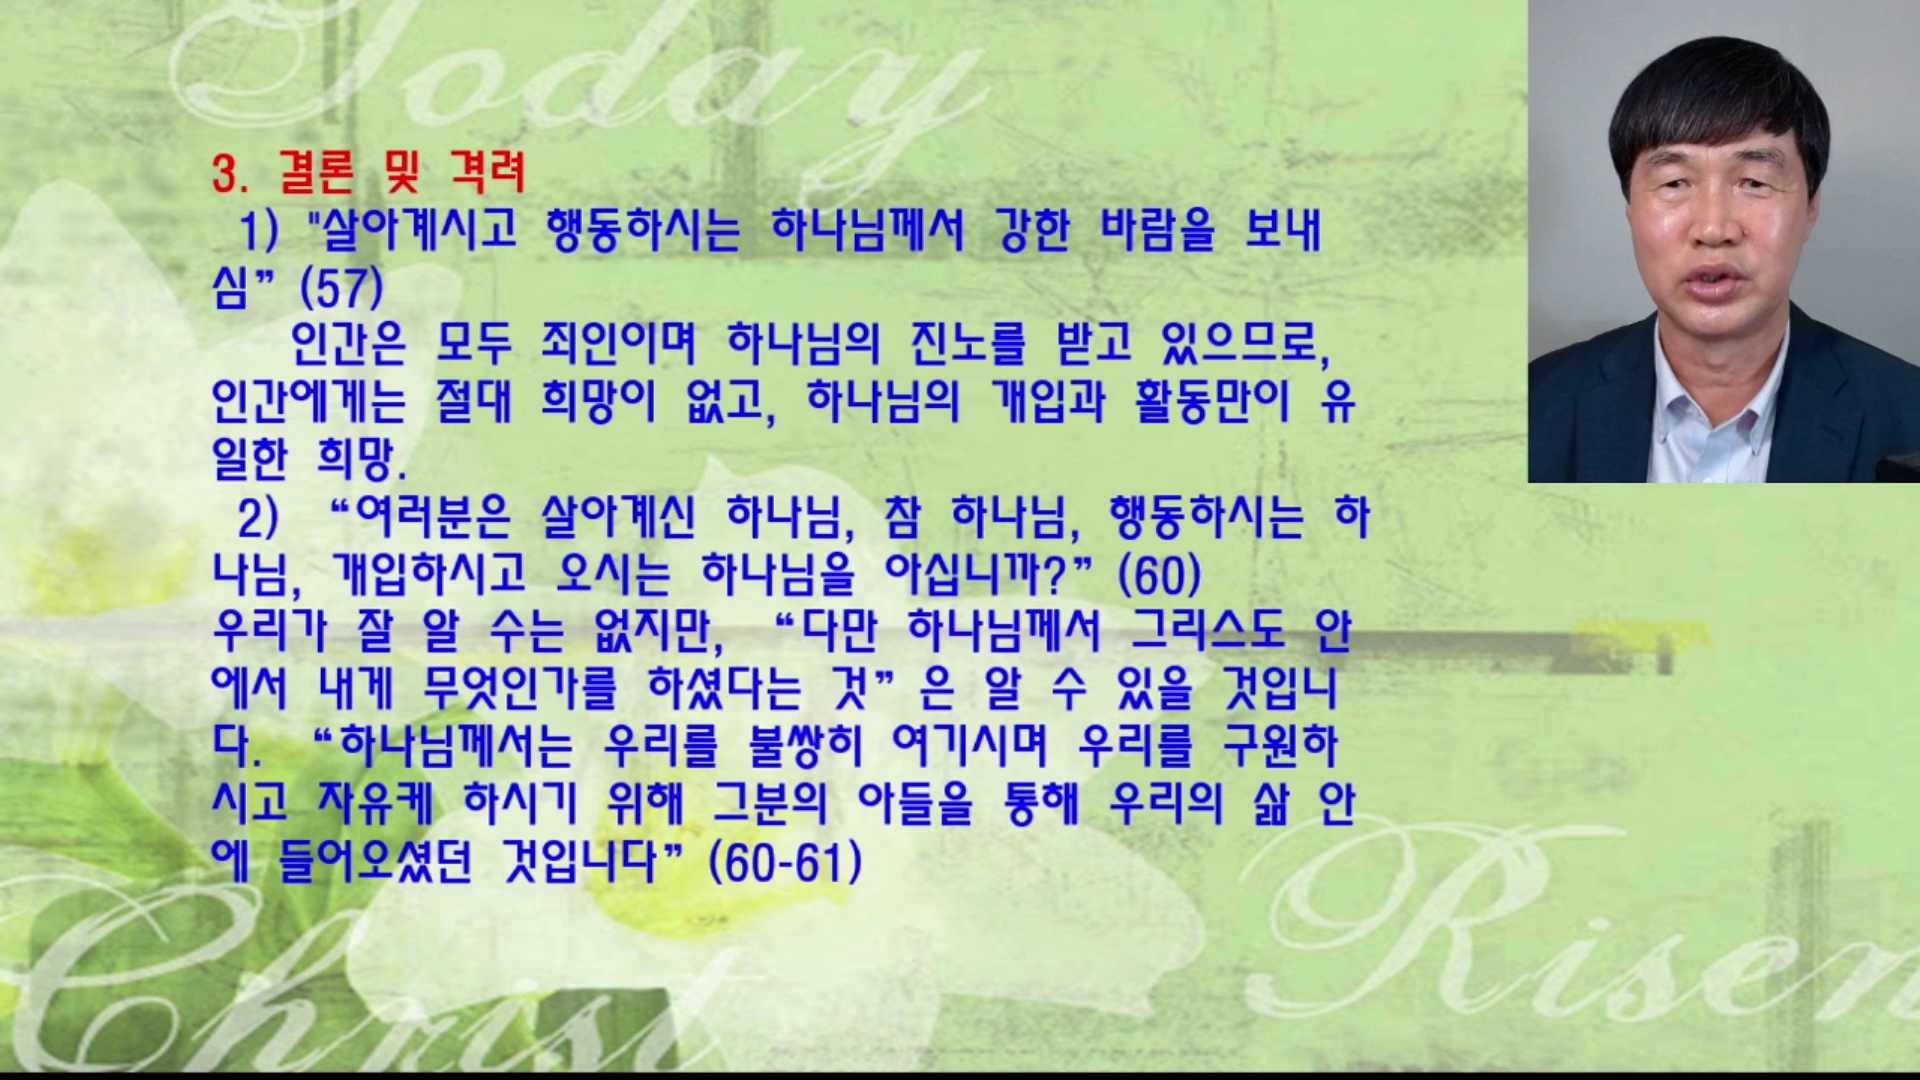 Today
3. 결론 및 격려
1) "살아계시고 행동하시는 하나님께서 강한 바람을 보내
심” (57)
인간은 모두 죄인이며 하나님의 진노를 받고 있으므로,
인간에게는 절대 희망이 없고, 하나님의 개입과 활동만이 유
일한 희망.
2) “여러분은 살아계신 하나님, 참 하나님, 행동하시는 하
나님, 개입하시고 오시는 하나님을 아십니까?” (60)
우리가 잘 알 수는 없지만, “다만 하나님께서 그리스도 안
에서 내게 무엇인가를 하셨다는 것” 은 알 수 있을 것입니
다. “하나님께서는 우리를 불쌍히 여기시며 우리를 구원하
시고 자유케 하시기 위해 그분의 아들을 통해 우리의 삶 안
에 들어오셨던 것입니다” (60-61)
Christ Risen